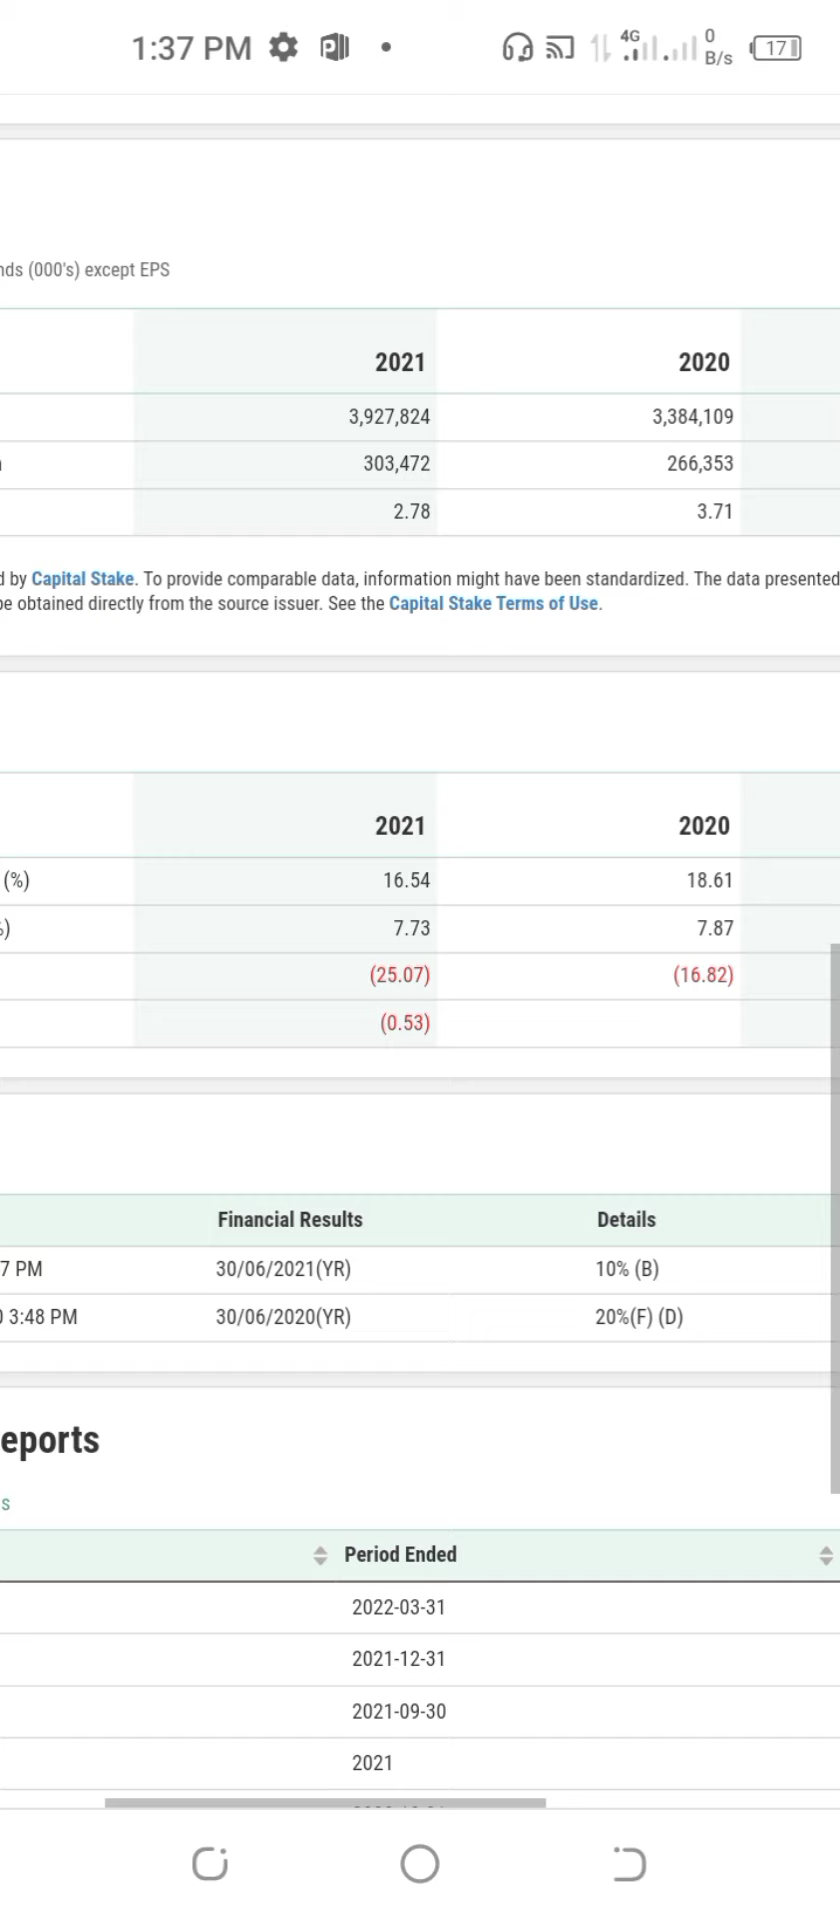 1:37 PM 4G 0 B/s 17
nds (000's) except EPS
2021 2020
3,927,824 3,384,109
303,472 266,353
2.78 3.71
d by Capital Stake. To provide comparable data, information might have been standardized. The data presented
be obtained directly from the source issuer. See the Capital Stake Terms of Use.
2021 2020
(%) 16.54 18.61
%) 7.73 7.87
(25.07) (16.82)
(0.53)
Financial Results Details
7 PM 30/06/2021(YR) 10% (B)
0 3:48 PM 30/06/2020(YR) 20%(F) (D)
eports
s
Period Ended
2022-03-31
2021-12-31
2021-09-30
2021